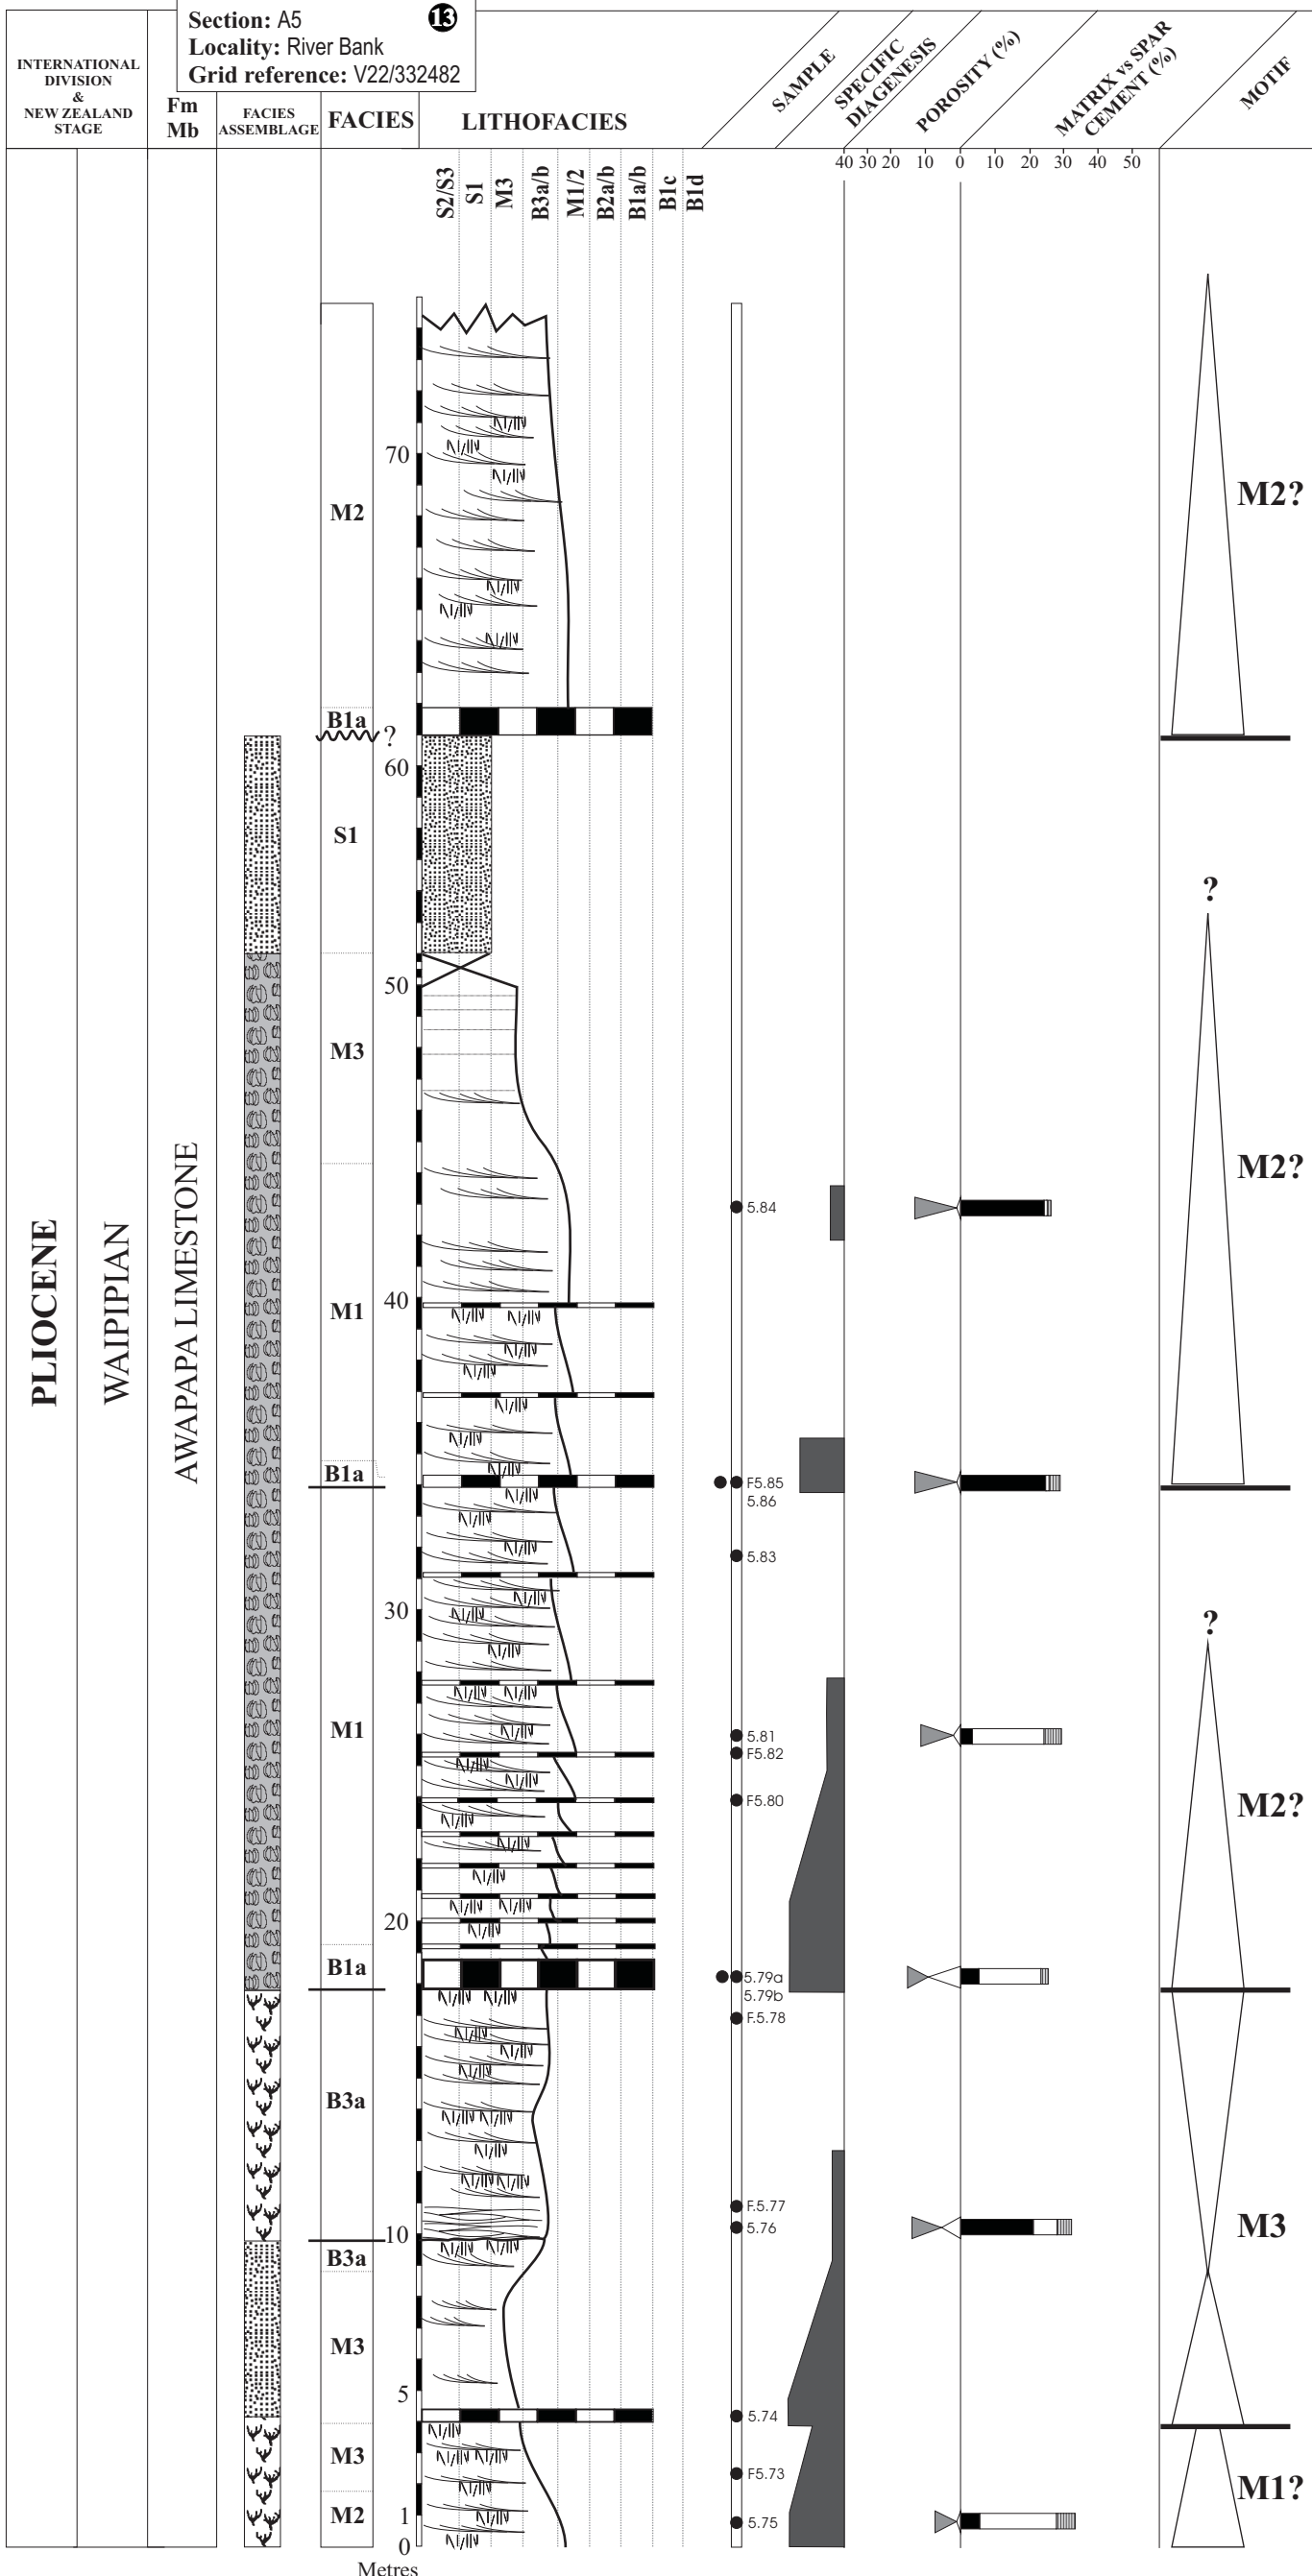 Section: A5
13
Locality: River Bank
Grid reference: V22/332482
INTERNATIONAL
DIVISION
&
NEW ZEALAND
STAGE
Fm
Mb
FACIES
ASSEMBLAGE
FACIES
LITHOFACIES
SAMPLE
SPECIFIC
DIAGENESIS
POROSITY (%)
MATRIX vs SPAR
CEMENT (%)
MOTIF
40 30 20 10 0 10 20 30 40 50
S2/S3
S1
M3
B3a/b
M1/2
B2a/b
B1a/b
B1c
B1d
70
M2
M2?
B1a
?
60
S1
?
50
M3
PLIOCENE
WAIPIPIAN
AWAPAPA LIMESTONE
M2?
5.84
40
M1
B1a
F5.85
5.86
5.83
30
?
M1
5.81
F5.82
F5.80
M2?
20
B1a
5.79a
5.79b
F.5.78
B3a
F.5.77
5.76
10
M3
B3a
M3
5
5.74
M3
F5.73
M1?
M2
1
5.75
0
Metres